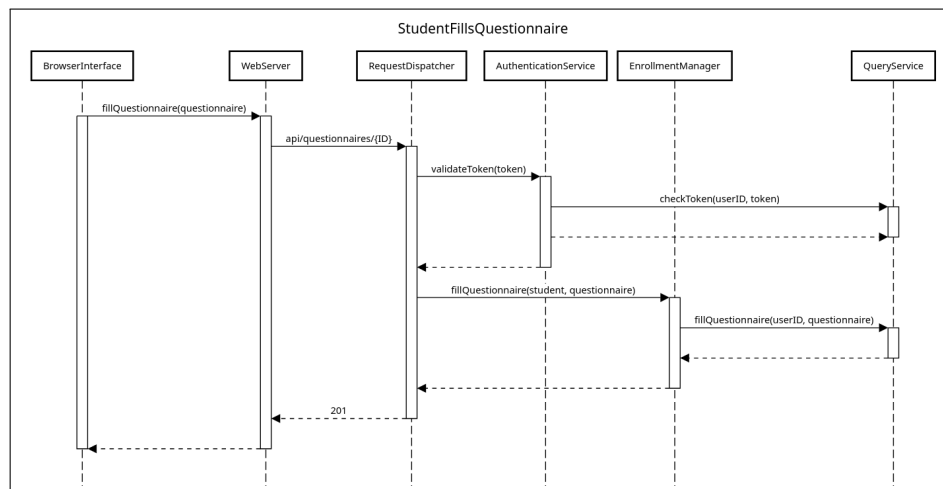 StudentFillsQuestionnaire
BrowserInterface
WebServer
RequestDispatcher
AuthenticationService
EnrollmentManager
QueryService
fillQuestionnaire(questionnaire)
api/questionnaires/{ID}
validateToken(token)
checkToken(userID, token)
fillQuestionnaire(student, questionnaire)
fillQuestionnaire(userID, questionnaire)
201